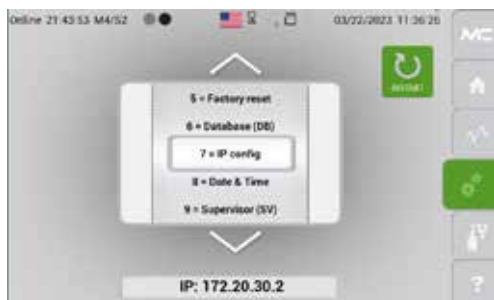 Online 21:43:53 M4/S2
03/22/2023 11:36:26
MC
RESTART
5 = Factory reset
6 = Database (DB)
7 = IP config
8 = Date & Time
9 = Supervisor (SV)
IP: 172.20.30.2
?